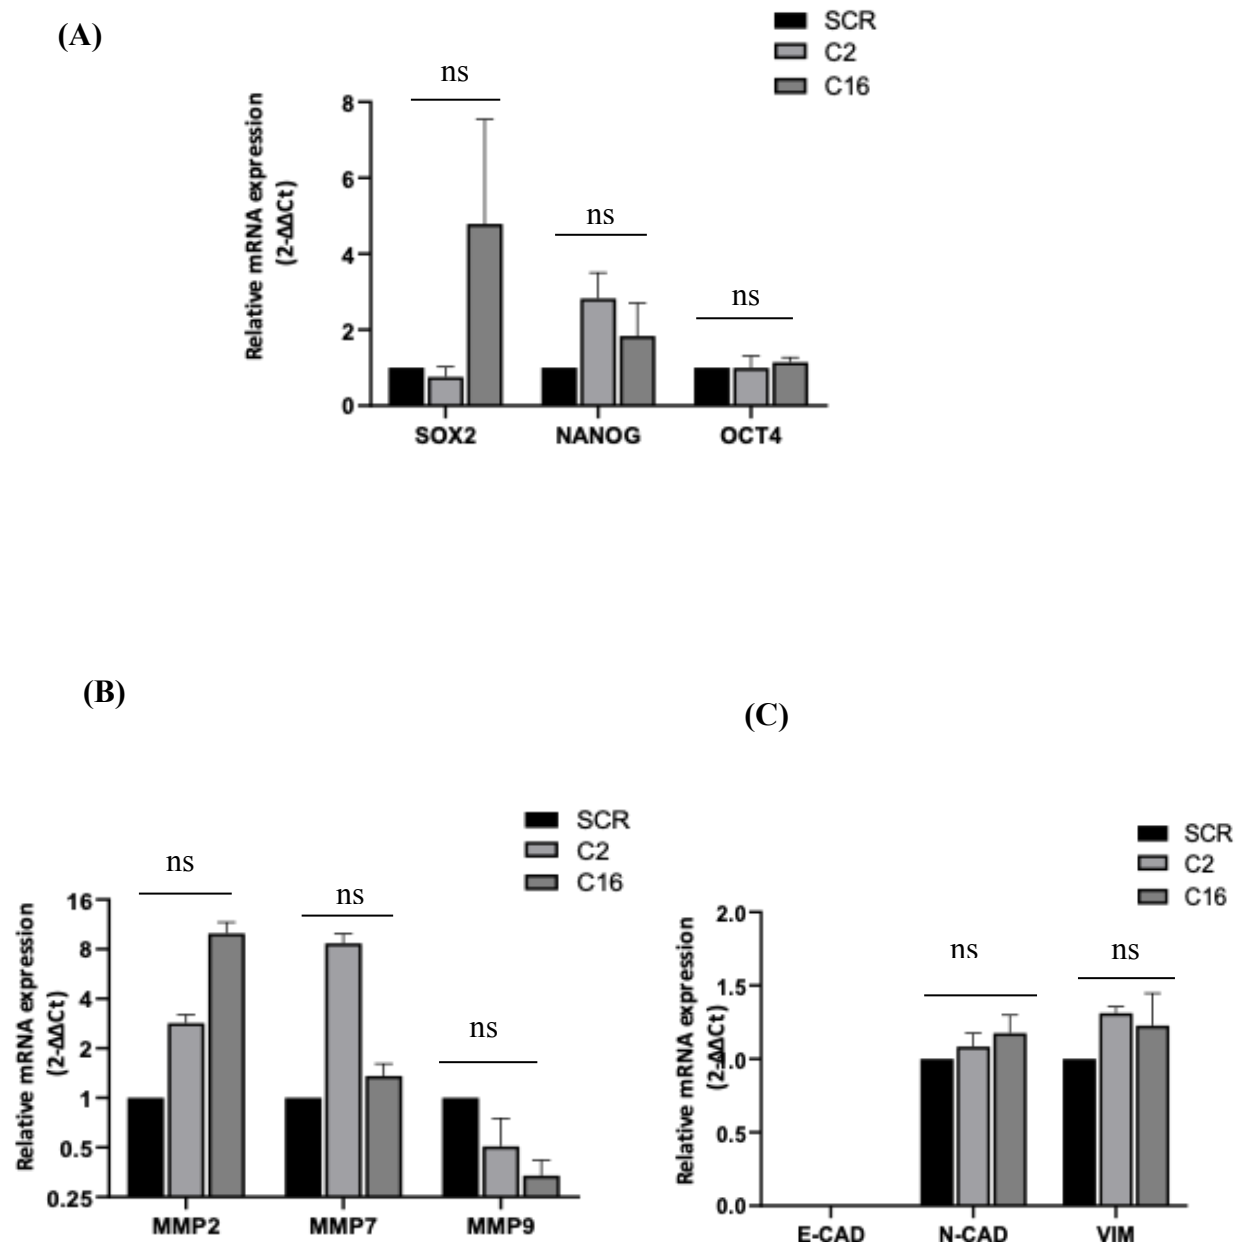 (A)
SCR
C2
C16
ns
ns
ns
Relative mRNA expression
(2-ΔΔCt)
8
6
4
2
0
SOX2 NANOG OCT4
(B)
SCR
C2
C16
ns
ns
ns
Relative mRNA expression
(2-ΔΔCt)
16
8
4
2
1
0.5
0.25
MMP2 MMP7 MMP9
(C)
SCR
C2
C16
ns
ns
Relative mRNA expression
(2-ΔΔCt)
2.0
1.5
1.0
0.5
0.0
E-CAD N-CAD VIM